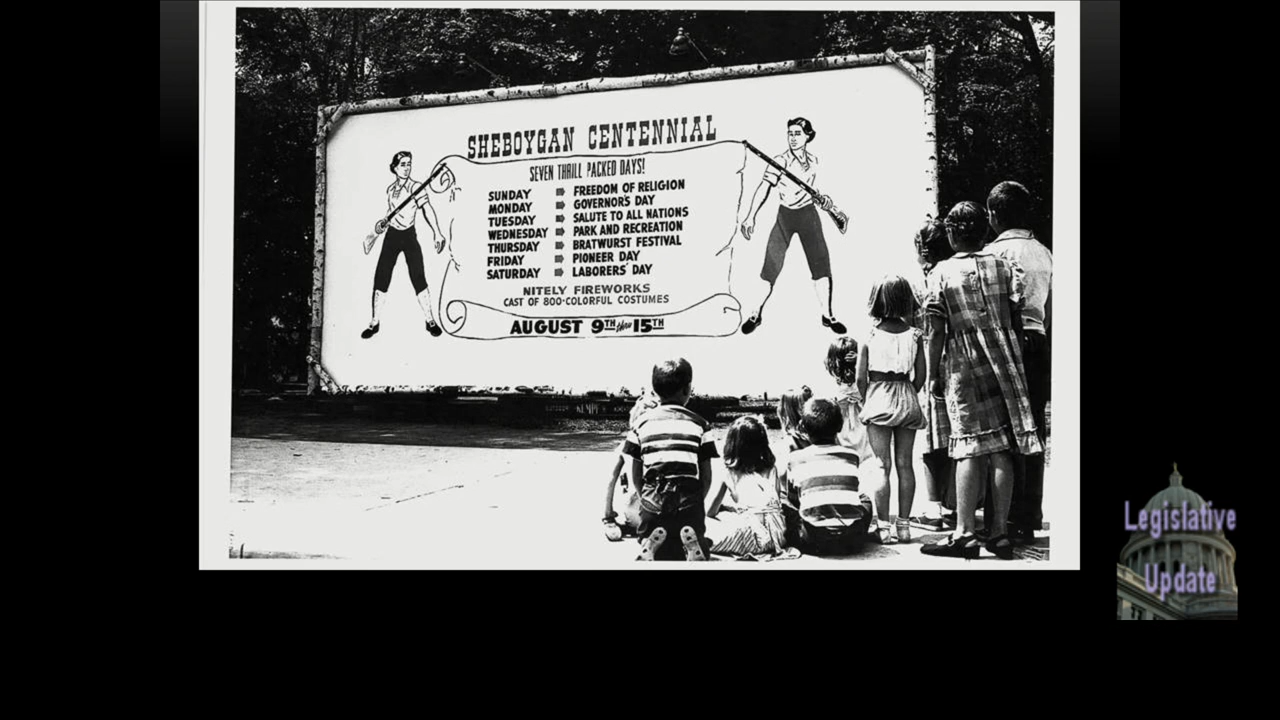 SHEBOYGAN CENTENNIAL
SEVEN THRILL PACKED DAYS!
SUNDAY ➡ FREEDOM OF RELIGION
MONDAY ➡ GOVERNOR'S DAY
TUESDAY ➡ SALUTE TO ALL NATIONS
WEDNESDAY ➡ PARK AND RECREATION
THURSDAY ➡ BRATWURST FESTIVAL
FRIDAY ➡ PIONEER DAY
SATURDAY ➡ LABORERS' DAY
NITELY FIREWORKS
CAST OF 800-COLORFUL COSTUMES
AUGUST 9TH thru 15TH
KEMPF
Legislative
Update